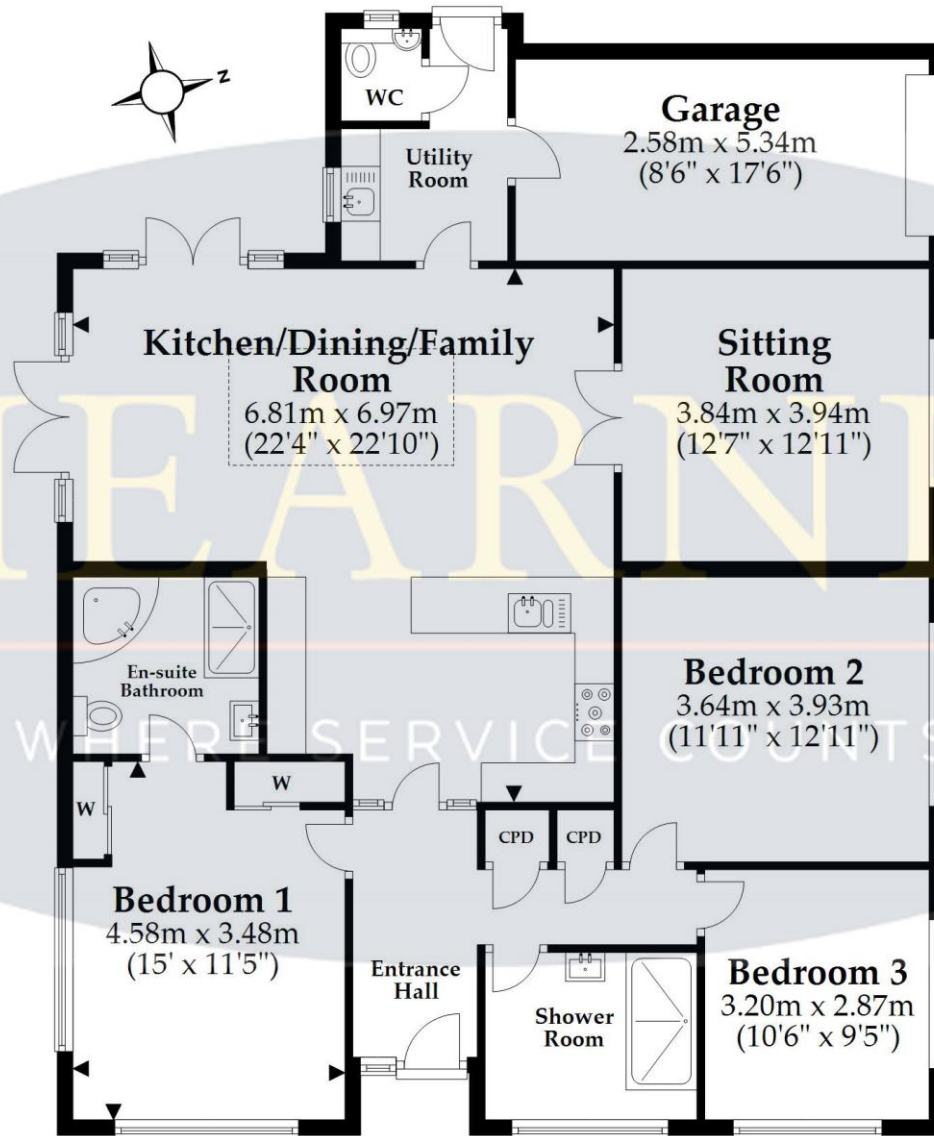 N
WC
Utility
Room
Garage
2.58m x 5.34m
(8'6" x 17'6")
Kitchen/Dining/Family
Room
6.81m x 6.97m
(22'4" x 22'10")
Sitting
Room
3.84m x 3.94m
(12'7" x 12'11")
HEARNE
En-suite
Bathroom
Bedroom 2
3.64m x 3.93m
(11'11" x 12'11")
WHERE SERVICE COUNTS
W
W
CPD
CPD
Bedroom 1
4.58m x 3.48m
(15' x 11'5")
Entrance
Hall
Shower
Room
Bedroom 3
3.20m x 2.87m
(10'6" x 9'5")